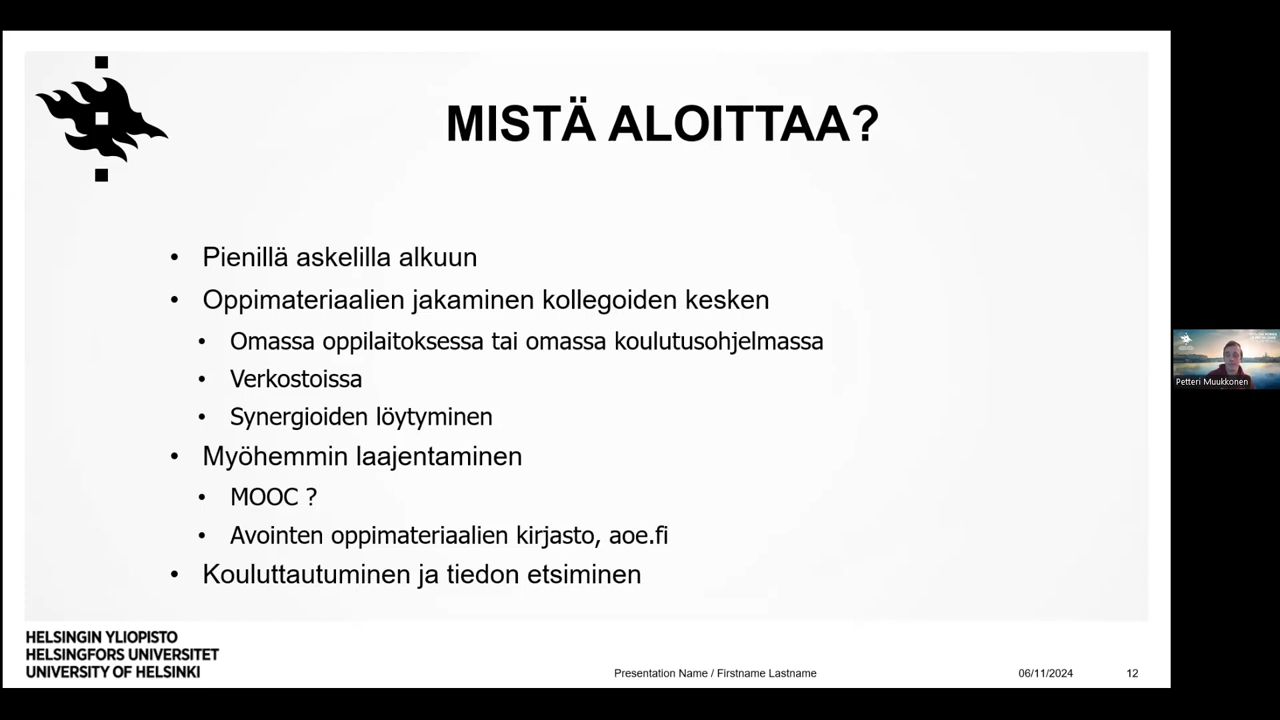 MISTÄ ALOITTAA?
• Pienillä askelilla alkuun
• Oppimateriaalien jakaminen kollegoiden kesken
• Omassa oppilaitoksessa tai omassa koulutusohjelmassa
• Verkostoissa
• Synergioiden löytyminen
• Myöhemmin laajentaminen
• MOOC ?
• Avointen oppimateriaalien kirjasto, aoe.fi
• Kouluttautuminen ja tiedon etsiminen
HELSINGIN YLIOPISTO
HELSINGFORS UNIVERSITET
UNIVERSITY OF HELSINKI
Presentation Name / Firstname Lastname
06/11/2024
12
Petteri Muukkonen